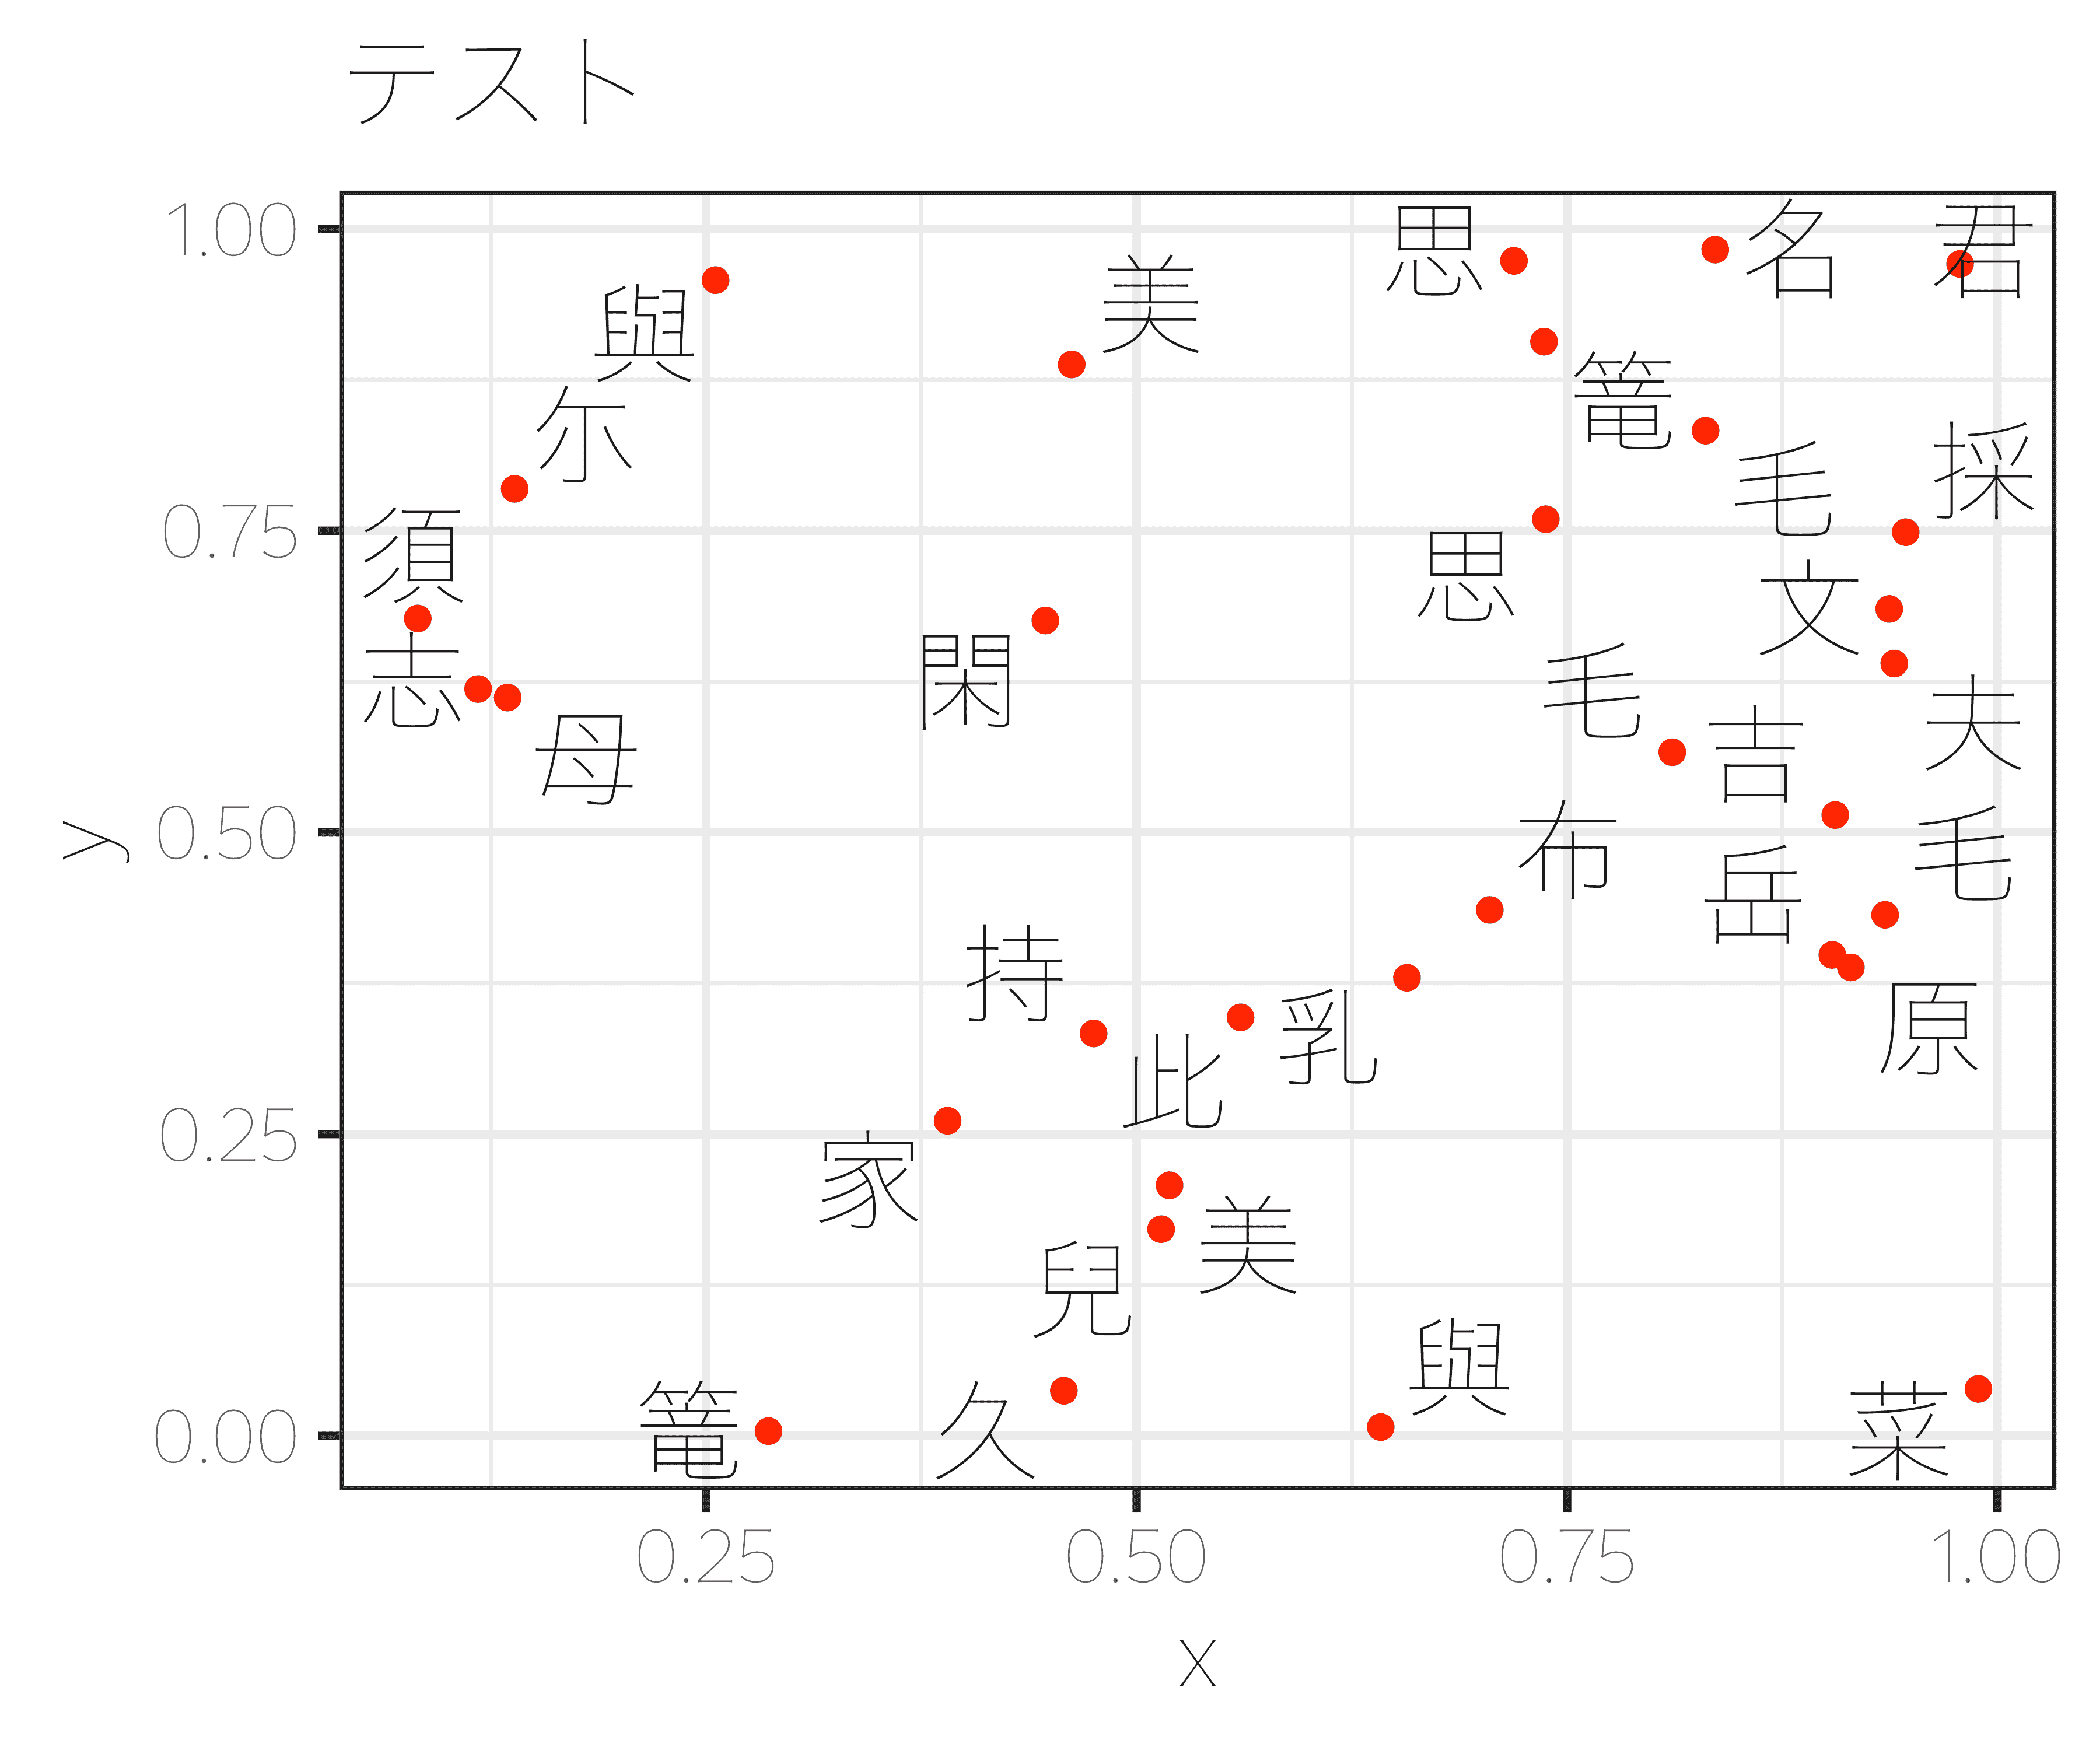 テスト
1.00
0.75
0.50
0.25
0.00
y
思
名
君
美
與
尓
篭
毛
採
須
思
文
志
閑
毛
夫
母
吉
布
毛
岳
持
乳
原
此
家
美
兒
與
篭
久
菜
0.25
0.50
0.75
1.00
x